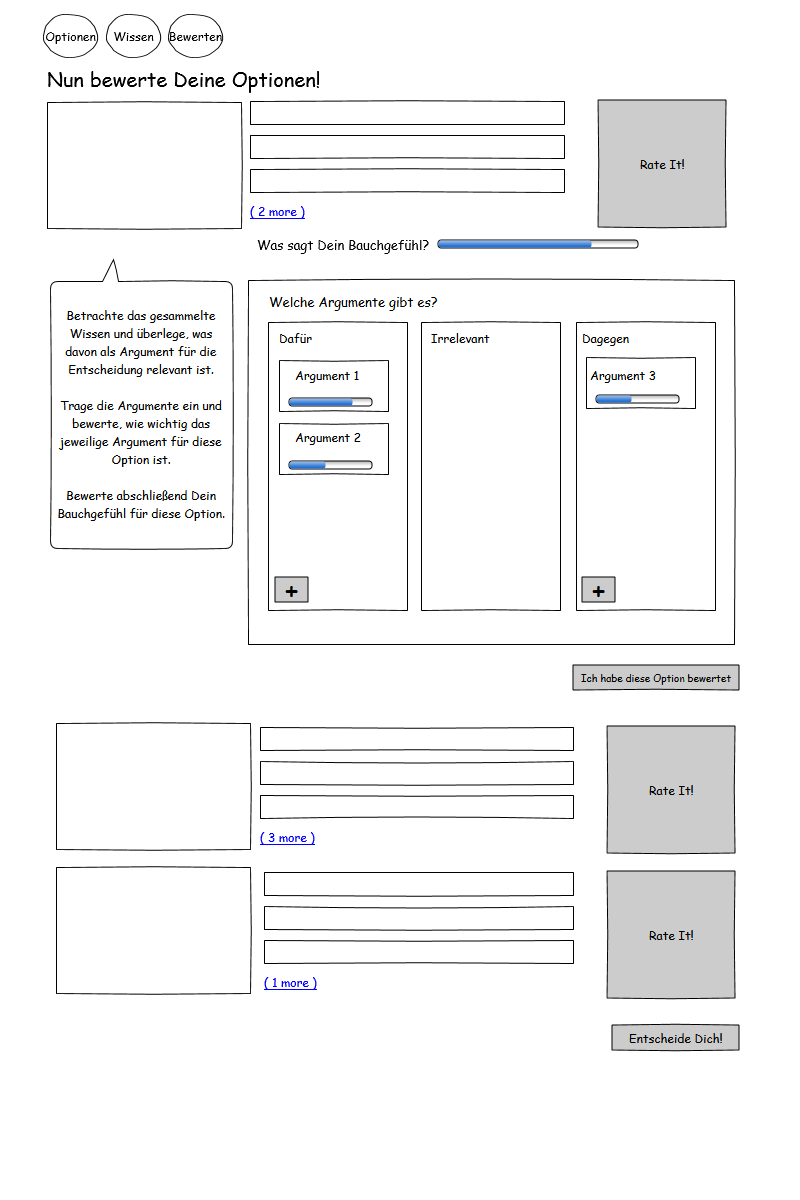 Optionen Wissen Bewerten
Nun bewerte Deine Optionen!
Rate It!
( 2 more )
Was sagt Dein Bauchgefühl?
Betrachte das gesammelte
Wissen und überlege, was
davon als Argument für die
Entscheidung relevant ist.
Trage die Argumente ein und
bewerte, wie wichtig das
jeweilige Argument für diese
Option ist.
Bewerte abschließend Dein
Bauchgefühl für diese Option.
Welche Argumente gibt es?
Dafür
Argument 1
Argument 2
+
Irrelevant
Dagegen
Argument 3
+
Ich habe diese Option bewertet
Rate It!
( 3 more )
Rate It!
( 1 more )
Entscheide Dich!